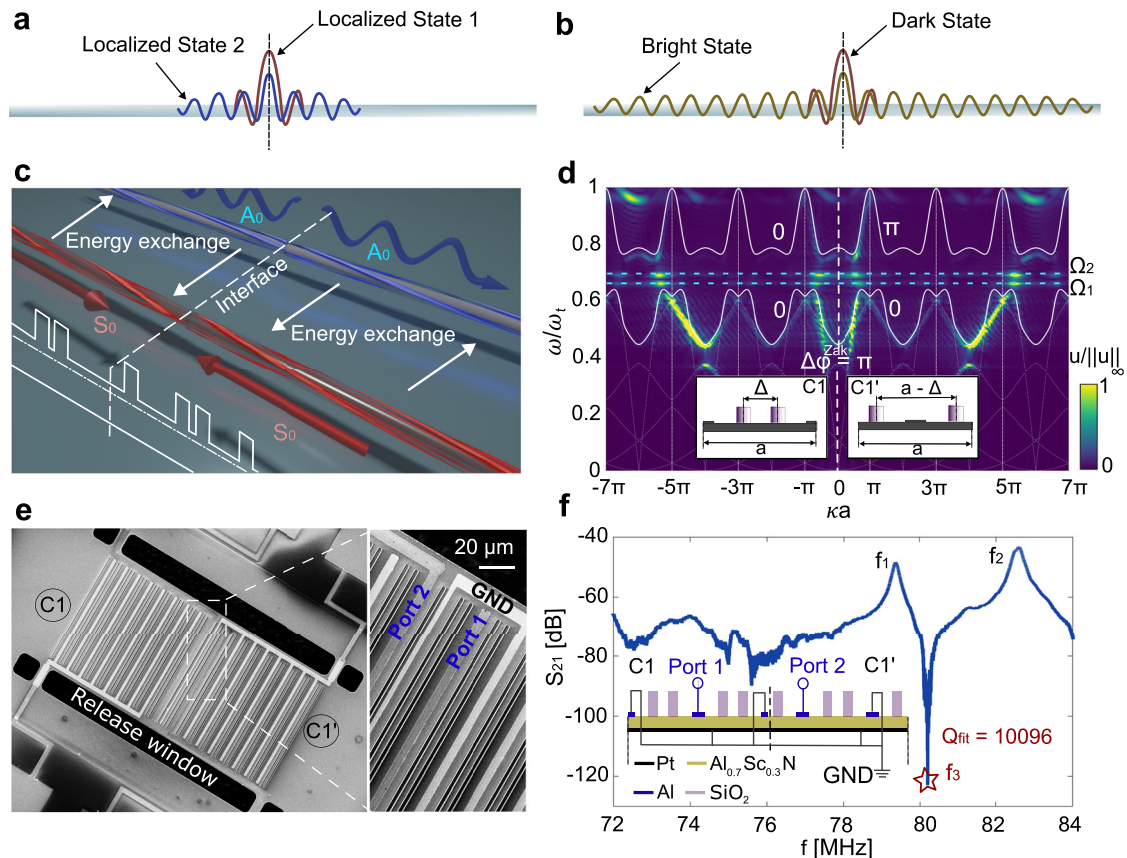 a
Localized State 1
Localized State 2
b
Dark State
Bright State
c
A₀
A₀
Energy exchange
Interface
Energy exchange
S₀
S₀
d
1
0.8
0.6
0.4
0.2
0
ω/ωₜ
0
π
0
0
Ω₂
Ω₁
Δφᶻᵃᵏ = π
Δ
C1
a
C1'
a - Δ
a
u/||u||∞
1
0
-7π
-5π
-3π
-π
0
π
3π
5π
7π
κa
e
C1
C1'
Release window
20 μm
GND
Port 2
Port 1
f
-40
-60
-80
-100
-120
S₂₁ [dB]
f₁
f₂
C1
Port 1
Port 2
C1'
Q_fit = 10096
f₃
GND
Pt
Al₀.₇Sc₀.₃N
Al
SiO₂
72
74
76
78
80
82
84
f [MHz]